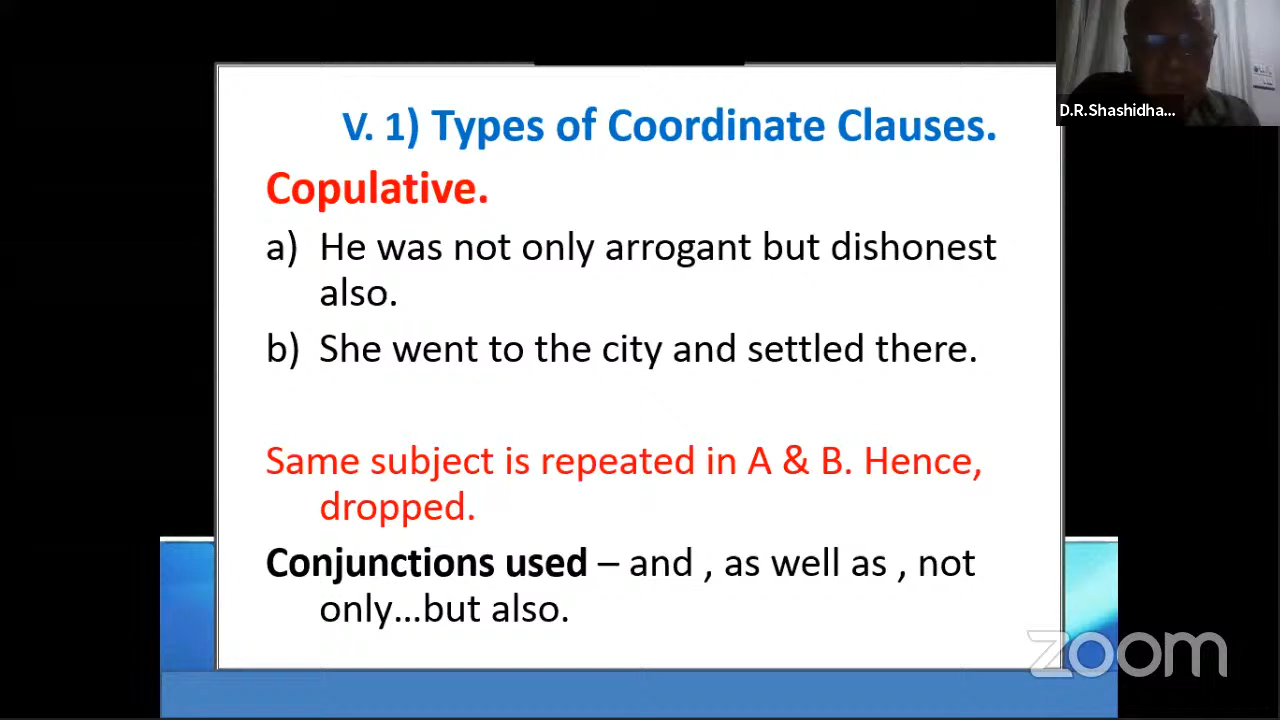 D.R.Shashidha...
V. 1) Types of Coordinate Clauses.
Copulative.
a) He was not only arrogant but dishonest
also.
b) She went to the city and settled there.
Same subject is repeated in A & B. Hence,
dropped.
Conjunctions used – and , as well as , not
only...but also.
zoom